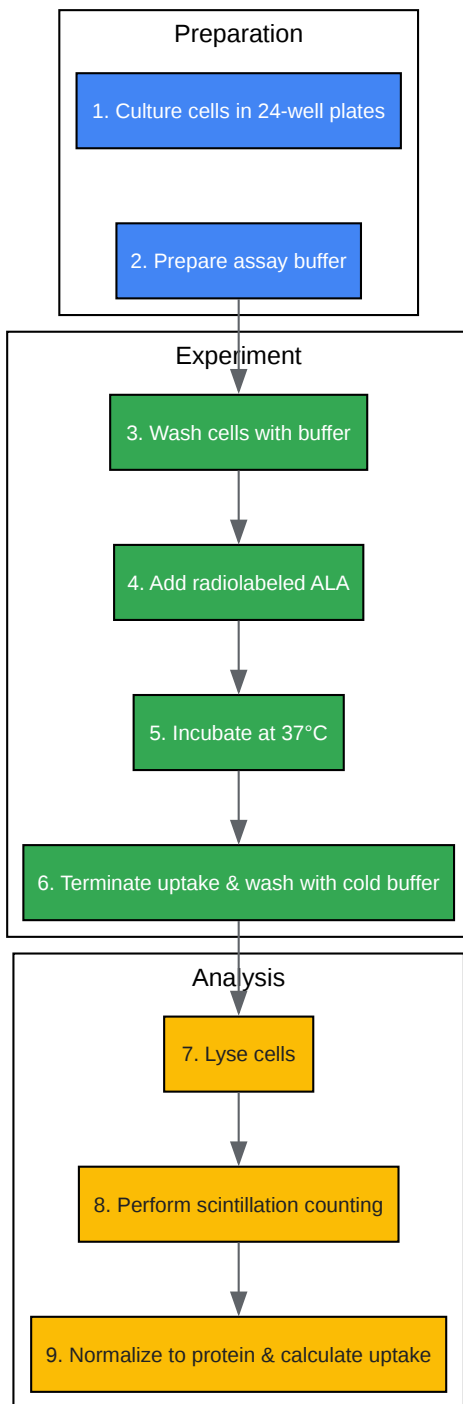 Preparation
1. Culture cells in 24-well plates
2. Prepare assay buffer
Experiment
3. Wash cells with buffer
4. Add radiolabeled ALA
5. Incubate at 37°C
6. Terminate uptake & wash with cold buffer
Analysis
7. Lyse cells
8. Perform scintillation counting
9. Normalize to protein & calculate uptake